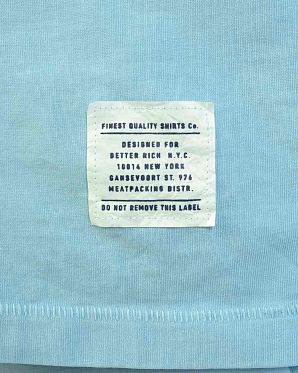 FINEST QUALITY SHIRTS Co.
DESIGNED FOR
BETTER RICH N.Y.C.
10014 NEW YORK
GANSEVOORT ST. 976
MEATPACKING DISTR.
DO NOT REMOVE THIS LABEL